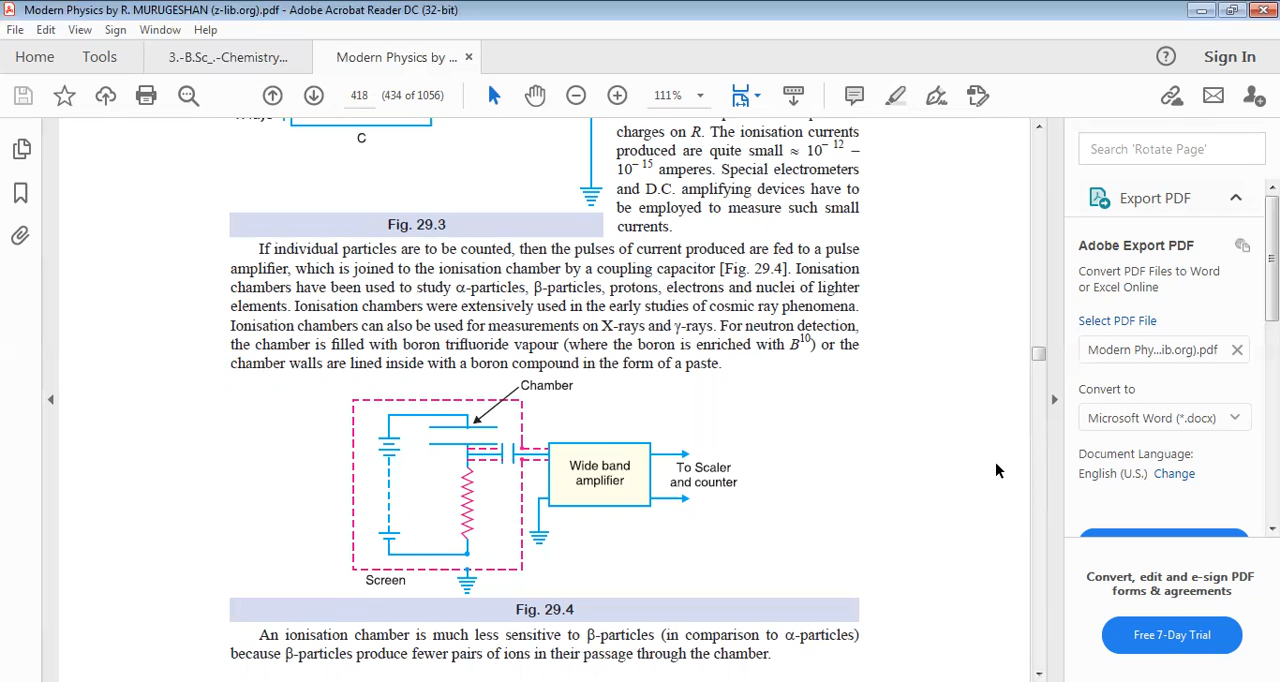 Modern Physics by R. MURUGESHAN (z-lib.org).pdf - Adobe Acrobat Reader DC (32-bit)
File Edit View Sign Window Help
Home Tools 3.-B.Sc_.-Chemistry... Modern Physics by ... × Sign In
418 (434 of 1056) 111%
C
charges on R. The ionisation currents
produced are quite small ≈ 10⁻¹² –
10⁻¹⁵ amperes. Special electrometers
and D.C. amplifying devices have to
be employed to measure such small
currents.
Fig. 29.3
If individual particles are to be counted, then the pulses of current produced are fed to a pulse
amplifier, which is joined to the ionisation chamber by a coupling capacitor [Fig. 29.4]. Ionisation
chambers have been used to study α-particles, β-particles, protons, electrons and nuclei of lighter
elements. Ionisation chambers were extensively used in the early studies of cosmic ray phenomena.
Ionisation chambers can also be used for measurements on X-rays and γ-rays. For neutron detection,
the chamber is filled with boron trifluoride vapour (where the boron is enriched with B¹⁰) or the
chamber walls are lined inside with a boron compound in the form of a paste.
Chamber
Wide band
amplifier
To Scaler
and counter
Screen
Fig. 29.4
An ionisation chamber is much less sensitive to β-particles (in comparison to α-particles)
because β-particles produce fewer pairs of ions in their passage through the chamber.
Search 'Rotate Page'
Export PDF
Adobe Export PDF
Convert PDF Files to Word
or Excel Online
Select PDF File
Modern Phy...ib.org).pdf
Convert to
Microsoft Word (*.docx)
Document Language:
English (U.S.) Change
Convert, edit and e-sign PDF
forms & agreements
Free 7-Day Trial